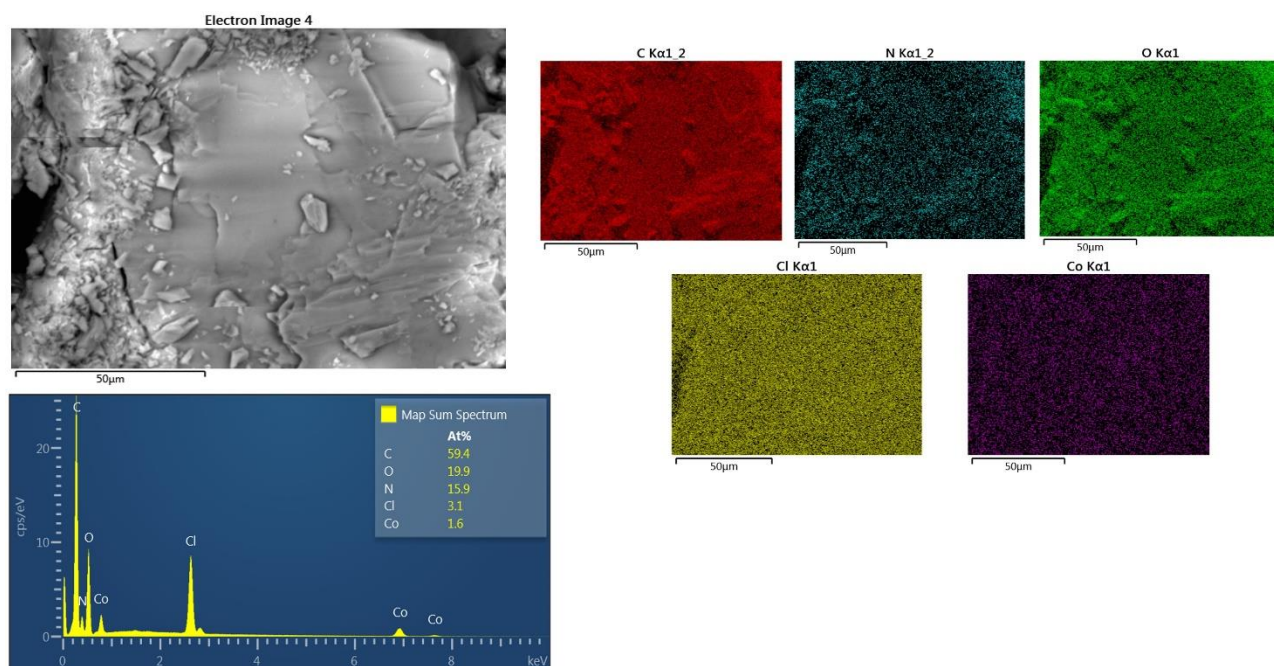 Electron Image 4
50µm
C Kα1_2
N Kα1_2
O Kα1
50µm
50µm
50µm
Cl Kα1
Co Kα1
50µm
50µm
Map Sum Spectrum
At%
C 59.4
O 19.9
N 15.9
Cl 3.1
Co 1.6
cps/eV
20
10
0
C
O
N
Co
Cl
Co
Co
0 2 4 6 8 keV